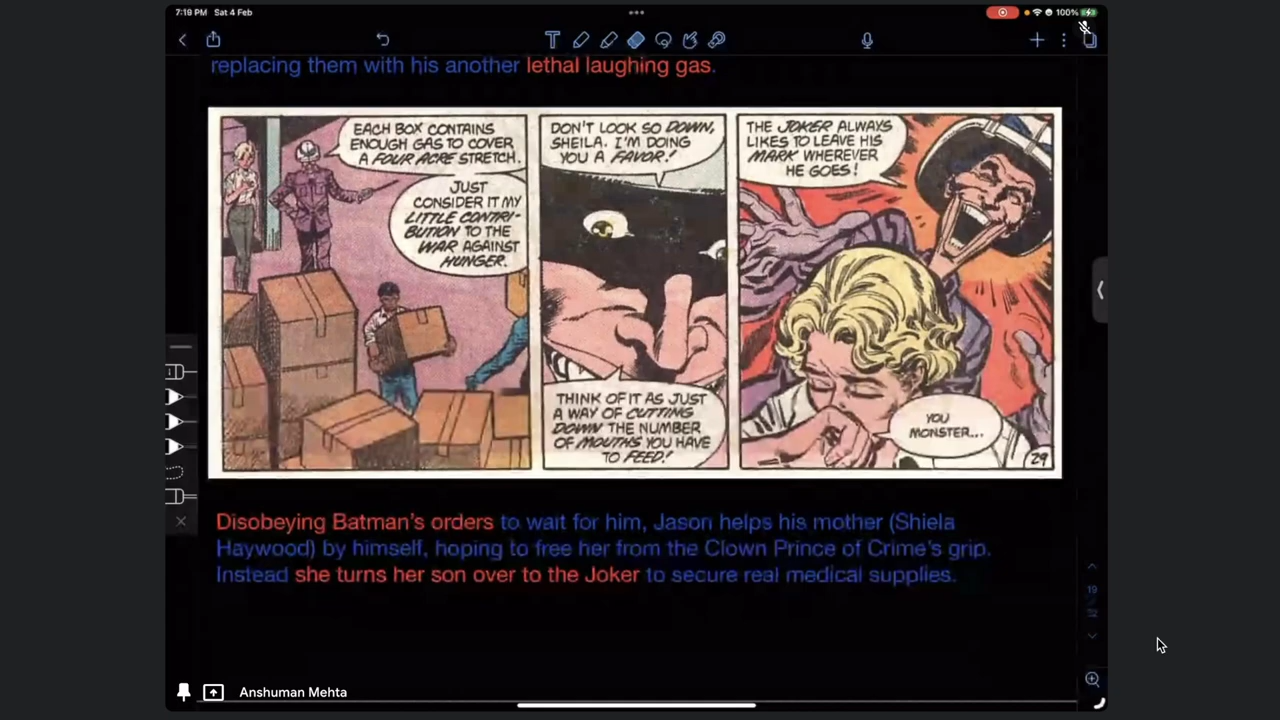 7:19 PM Sat 4 Feb
100%
replacing them with his another lethal laughing gas.
EACH BOX CONTAINS
ENOUGH GAS TO COVER
A FOUR ACRE STRETCH.
JUST
CONSIDER IT MY
LITTLE CONTRI-
BUTION TO THE
WAR AGAINST
HUNGER.
DON'T LOOK SO DOWN,
SHEILA. I'M DOING
YOU A FAVOR!
THINK OF IT AS JUST
A WAY OF CUTTING
DOWN THE NUMBER
OF MOUTHS YOU HAVE
TO FEED!
THE JOKER ALWAYS
LIKES TO LEAVE HIS
MARK WHEREVER
HE GOES!
YOU
MONSTER...
29
Disobeying Batman's orders to wait for him, Jason helps his mother (Shiela
Haywood) by himself, hoping to free her from the Clown Prince of Crime's grip.
Instead she turns her son over to the Joker to secure real medical supplies.
19
32
Anshuman Mehta